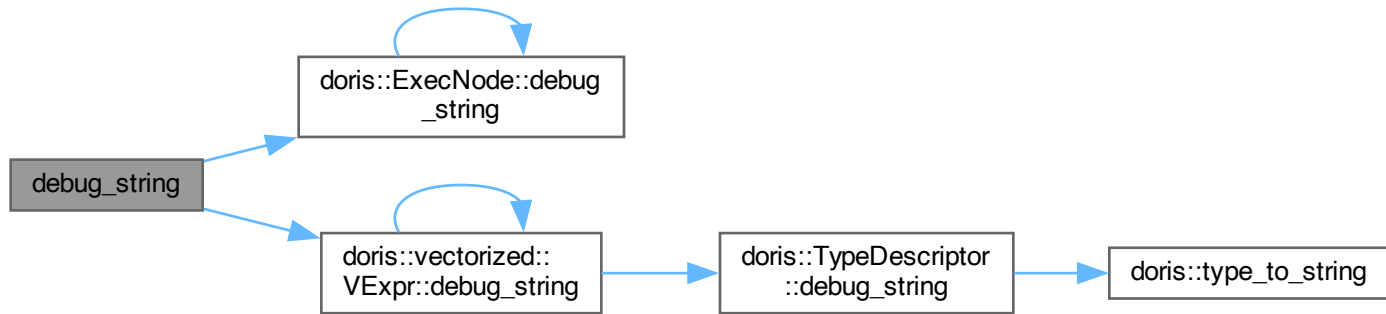 doris::ExecNode::debug
_string
debug_string
doris::vectorized::
VExpr::debug_string
doris::TypeDescriptor
::debug_string
doris::type_to_string